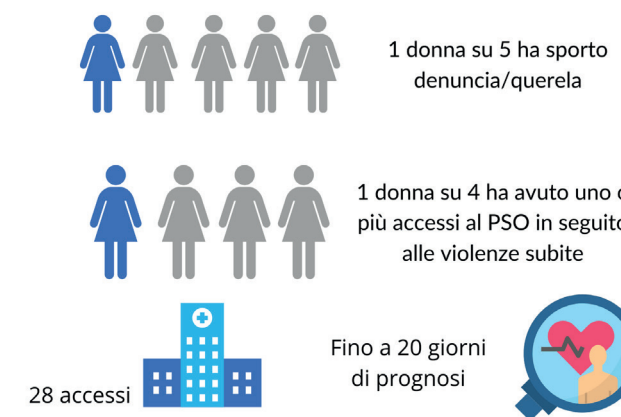 1 donna su 5 ha sporto
denuncia/querela
1 donna su 4 ha avuto uno o
più accessi al PSO in seguito
alle violenze subite
28 accessi
Fino a 20 giorni
di prognosi